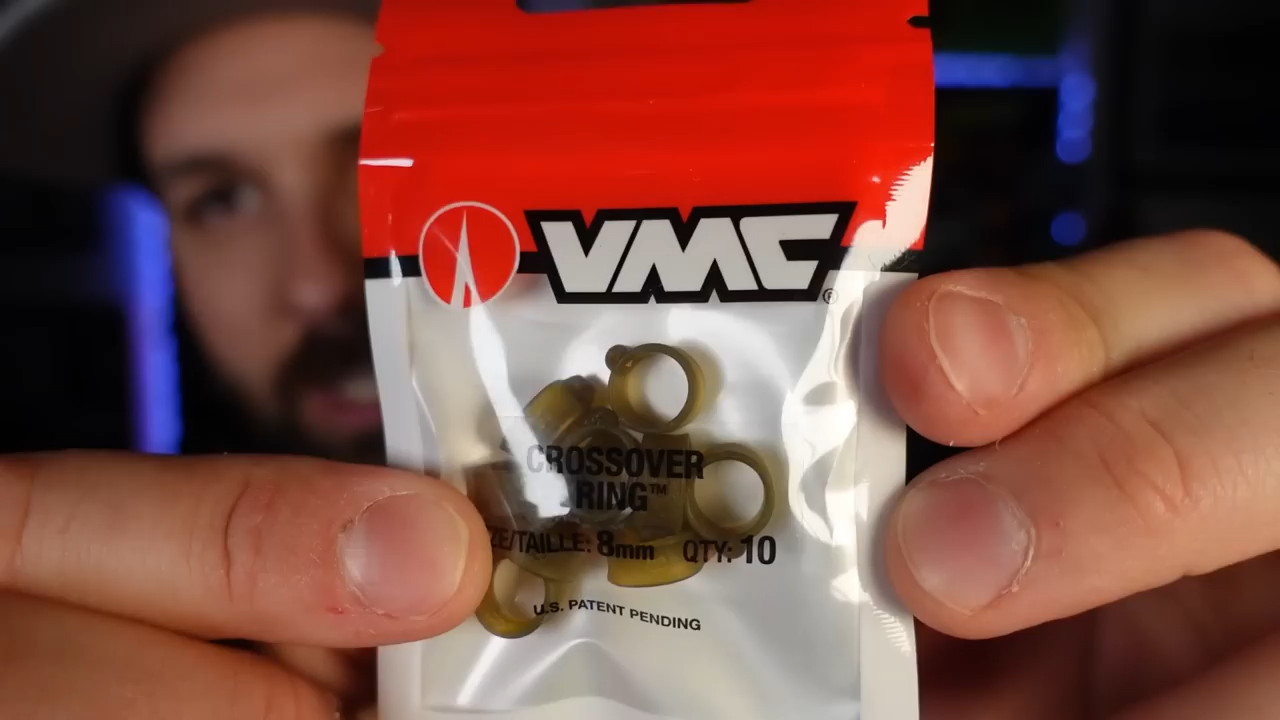 VMC®
CROSSOVER
RING™
ZE/TAILLE: 8mm QTY: 10
U.S. PATENT PENDING